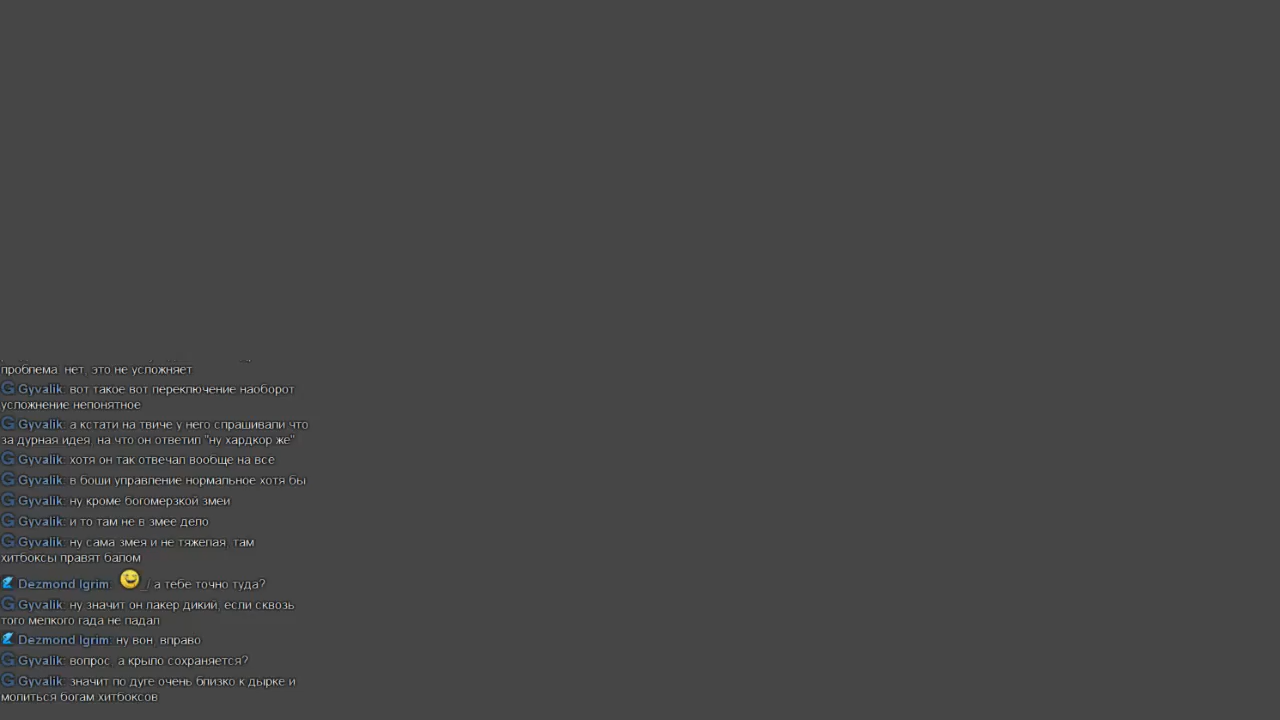 проблема. нет, это не усложняет
Gyvalik: вот такое вот переключение наоборот
усложнение непонятное
Gyvalik: а кстати на твиче у него спрашивали что
за дурная идея, на что он ответил "ну хардкор же"
Gyvalik: хотя он так отвечал вообще на все
Gyvalik: в боши управление нормальное хотя бы
Gyvalik: ну кроме богомерзкой змеи
Gyvalik: и то там не в змее дело
Gyvalik: ну сама змея и не тяжелая, там
хитбоксы правят балом
Dezmond Igrim: _/ а тебе точно туда?
Gyvalik: ну значит он лакер дикий, если сквозь
того мелкого гада не падал
Dezmond Igrim: ну вон, вправо
Gyvalik: вопрос, а крыло сохраняется?
Gyvalik: значит по дуге очень близко к дырке и
молиться богам хитбоксов